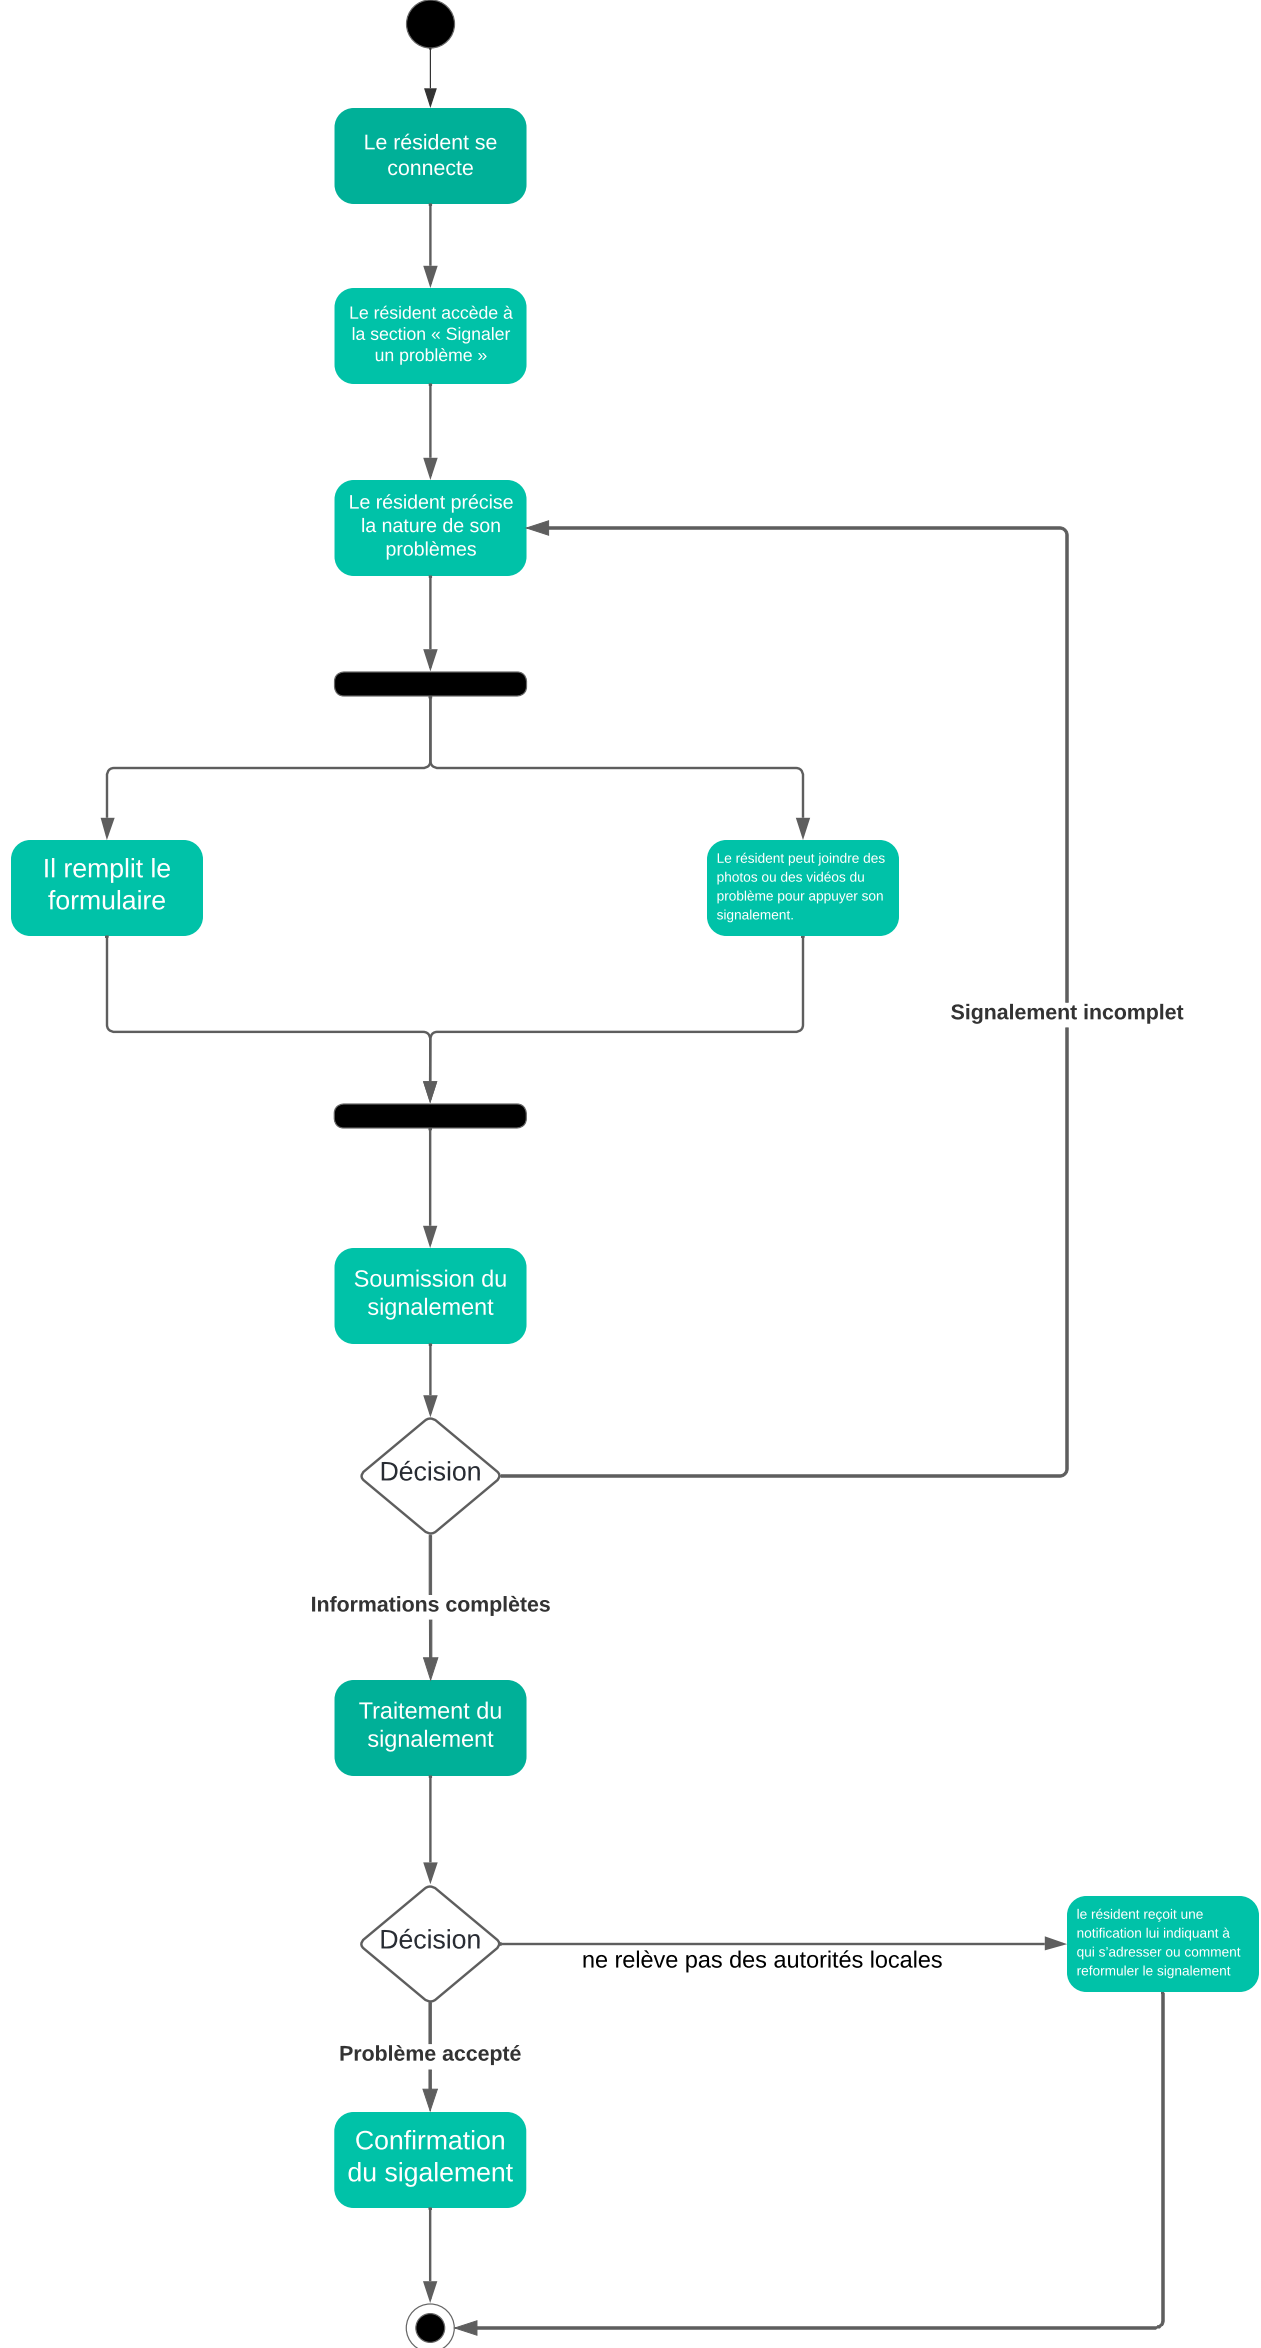 Le résident se
connecte
Le résident accède à
la section « Signaler
un problème »
Le résident précise
la nature de son
problèmes
Il remplit le
formulaire
Le résident peut joindre des
photos ou des vidéos du
problème pour appuyer son
signalement.
Signalement incomplet
Soumission du
signalement
Décision
Informations complètes
Traitement du
signalement
Décision
ne relève pas des autorités locales
le résident reçoit une
notification lui indiquant à
qui s’adresser ou comment
reformuler le signalement
Problème accepté
Confirmation
du sigalement